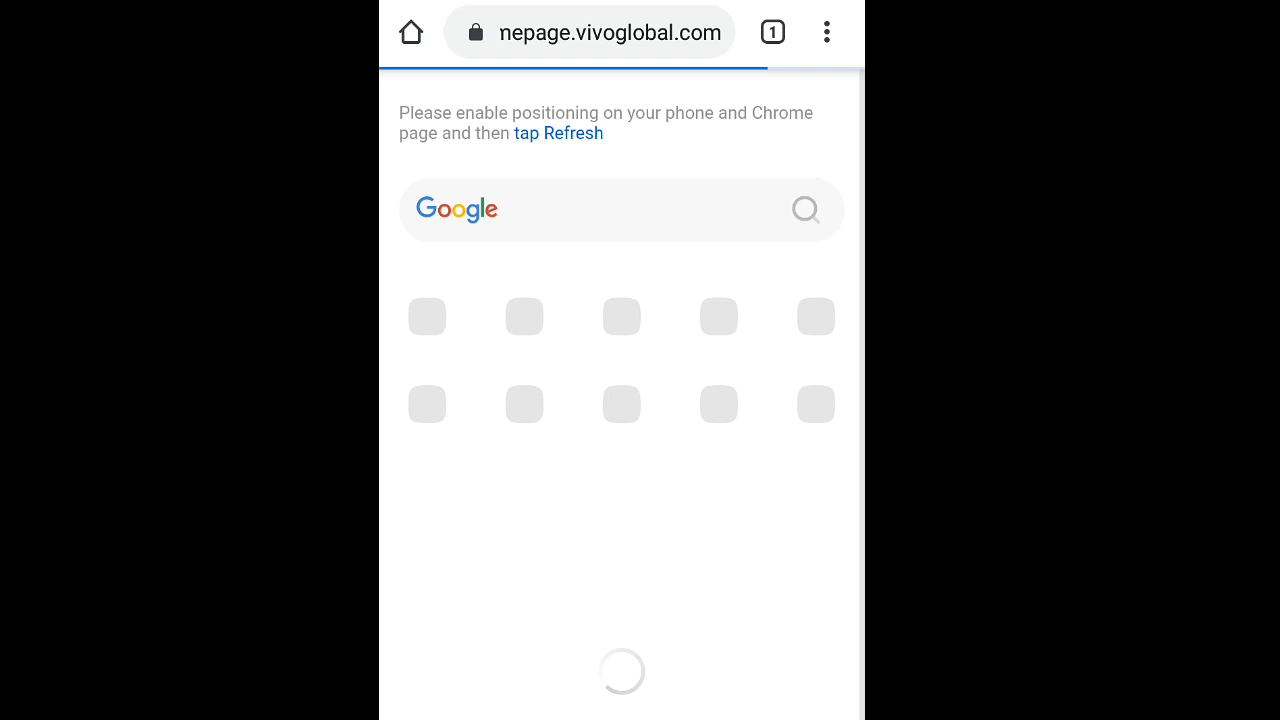 nepage.vivoglobal.com
1
Please enable positioning on your phone and Chrome
page and then tap Refresh
Google